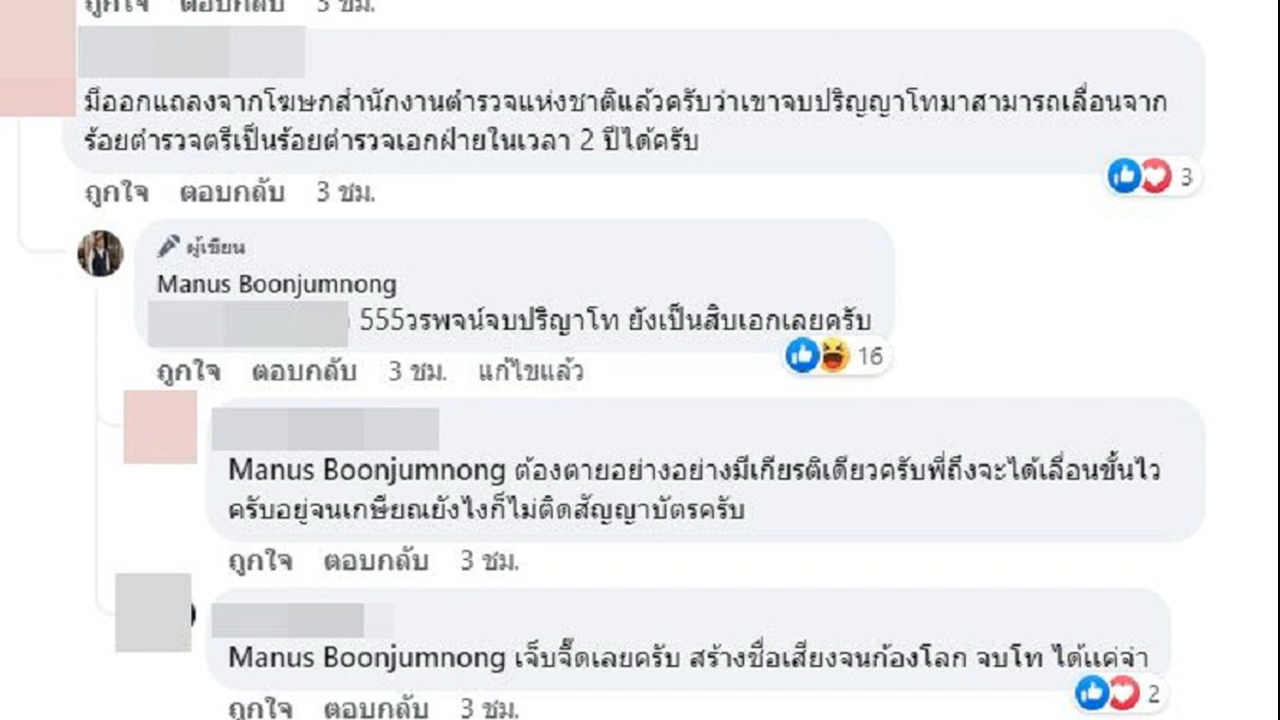 ถูกใจ ตอบกลับ 3 ชม.
มีออกแถลงจากโฆษกสำนักงานตำรวจแห่งชาติแล้วครับว่าเขาจบปริญญาโทมาสามารถเลื่อนจาก
ร้อยตำรวจตรีเป็นร้อยตำรวจเอกฝ่ายในเวลา 2 ปีได้ครับ
3
ถูกใจ ตอบกลับ 3 ชม.
ผู้เขียน
Manus Boonjumnong
555วรพจน์จบปริญาโท ยังเป็นสิบเอกเลยครับ
16
ถูกใจ ตอบกลับ 3 ชม. แก้ไขแล้ว
Manus Boonjumnong ต้องตายอย่างอย่างมีเกียรติเดียวครับพี่ถึงจะได้เลื่อนขั้นไว
ครับอยู่จนเกษียณยังไงก็ไม่ติดสัญญาบัตรครับ
ถูกใจ ตอบกลับ 3 ชม.
Manus Boonjumnong เจ็บจี๊ดเลยครับ สร้างชื่อเสียงจนก้องโลก จบโท ได้แค่จ่า
2
ถูกใจ ตอบกลับ 3 ชม.